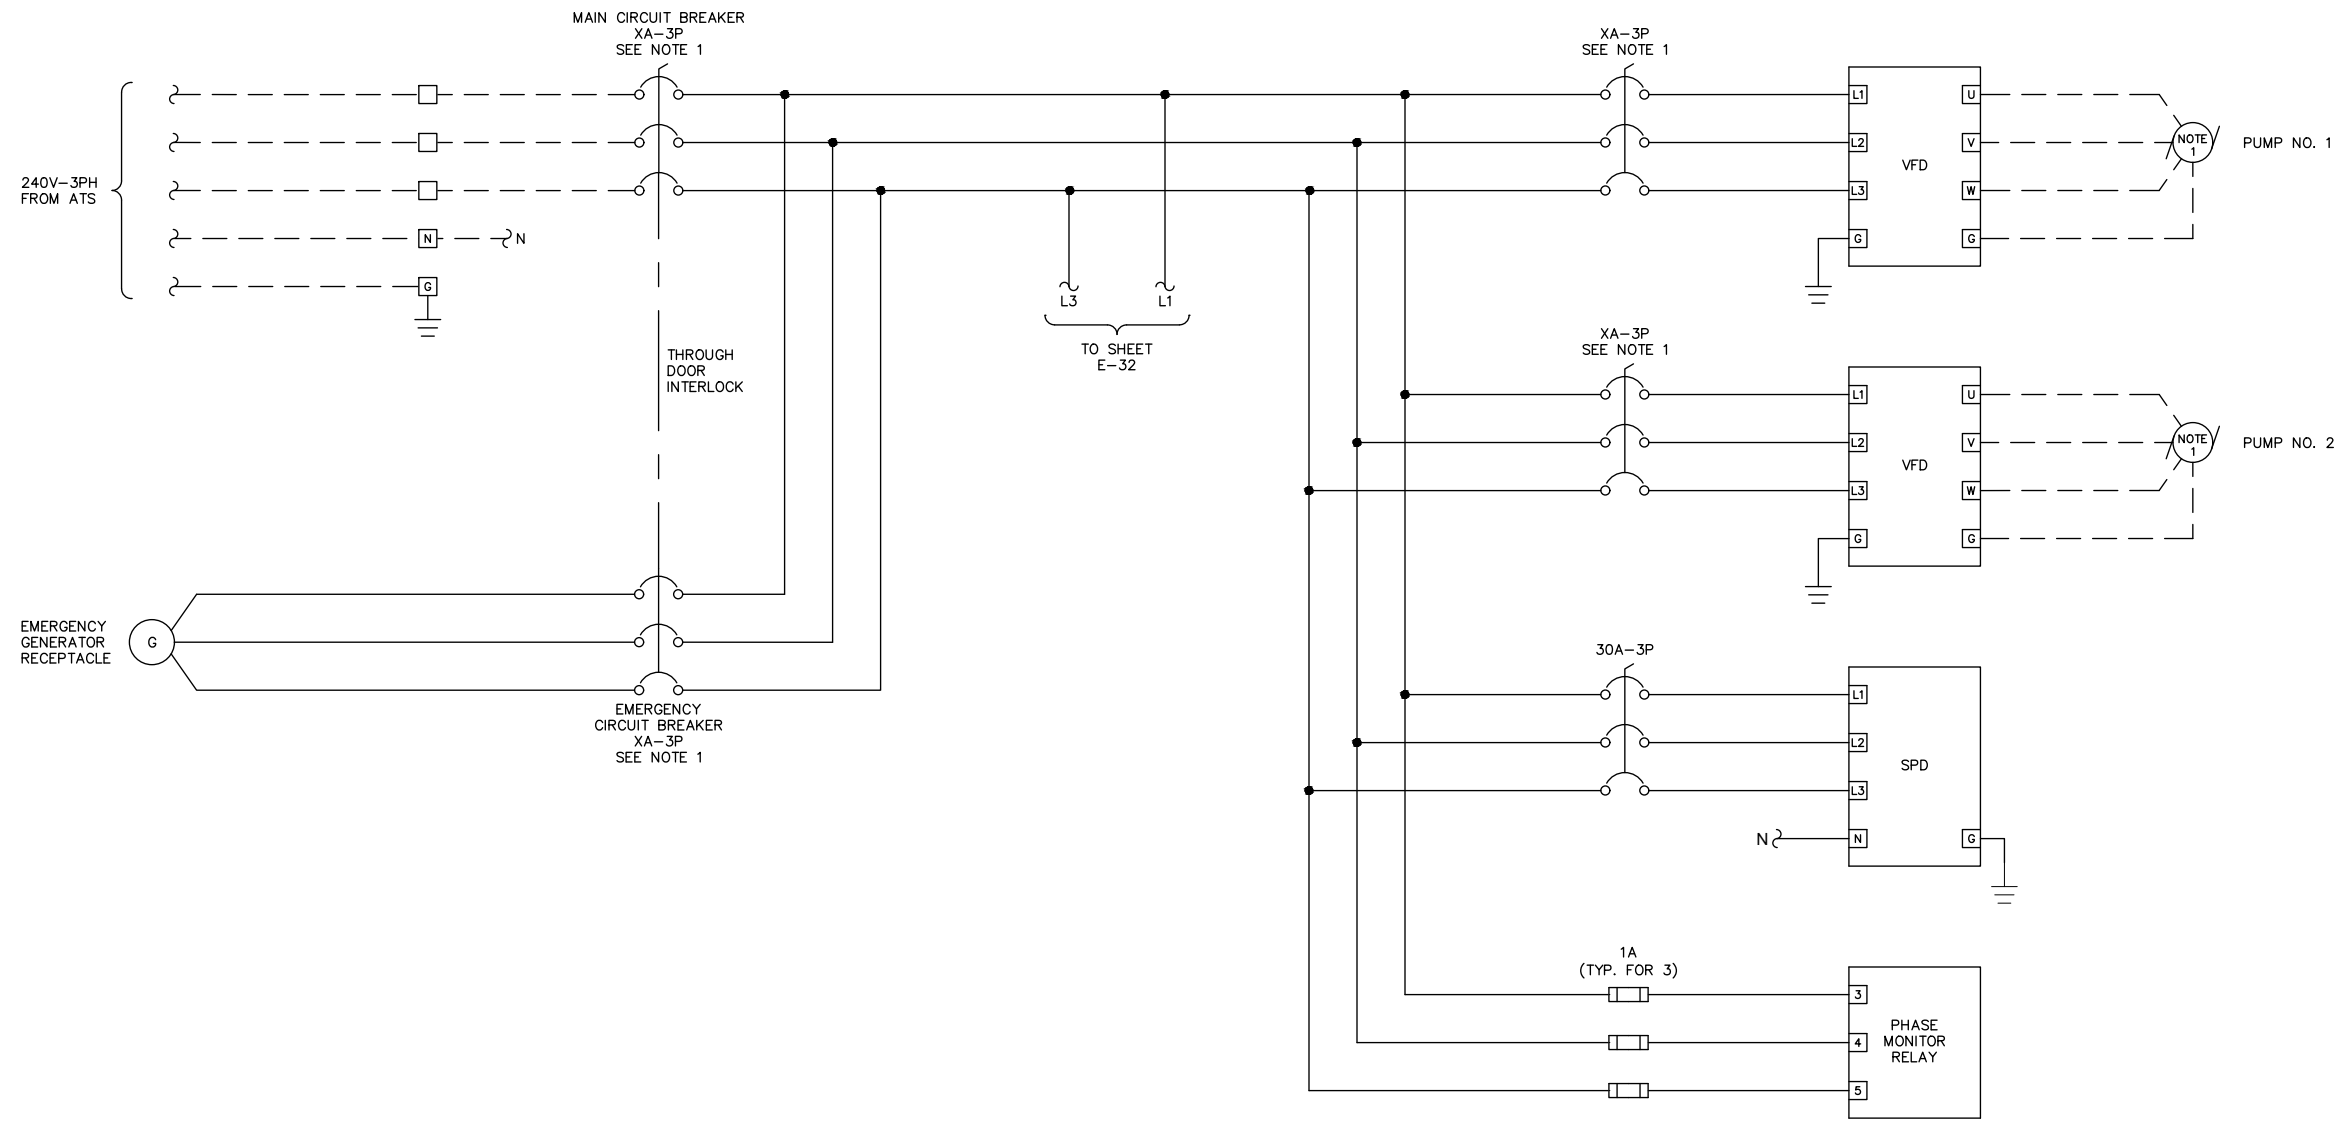 MAIN CIRCUIT BREAKER
XA-3P
SEE NOTE 1
XA-3P
SEE NOTE 1
240V-3PH
FROM ATS
N
N
G
L3
L1
TO SHEET
E-32
THROUGH
DOOR
INTERLOCK
L1
L2
L3
G
VFD
U
V
W
G
NOTE
1
PUMP NO. 1
XA-3P
SEE NOTE 1
L1
L2
L3
G
VFD
U
V
W
G
NOTE
1
PUMP NO. 2
EMERGENCY
GENERATOR
RECEPTACLE
G
EMERGENCY
CIRCUIT BREAKER
XA-3P
SEE NOTE 1
30A-3P
L1
L2
L3
N
N
SPD
G
1A
(TYP. FOR 3)
3
4
5
PHASE
MONITOR
RELAY